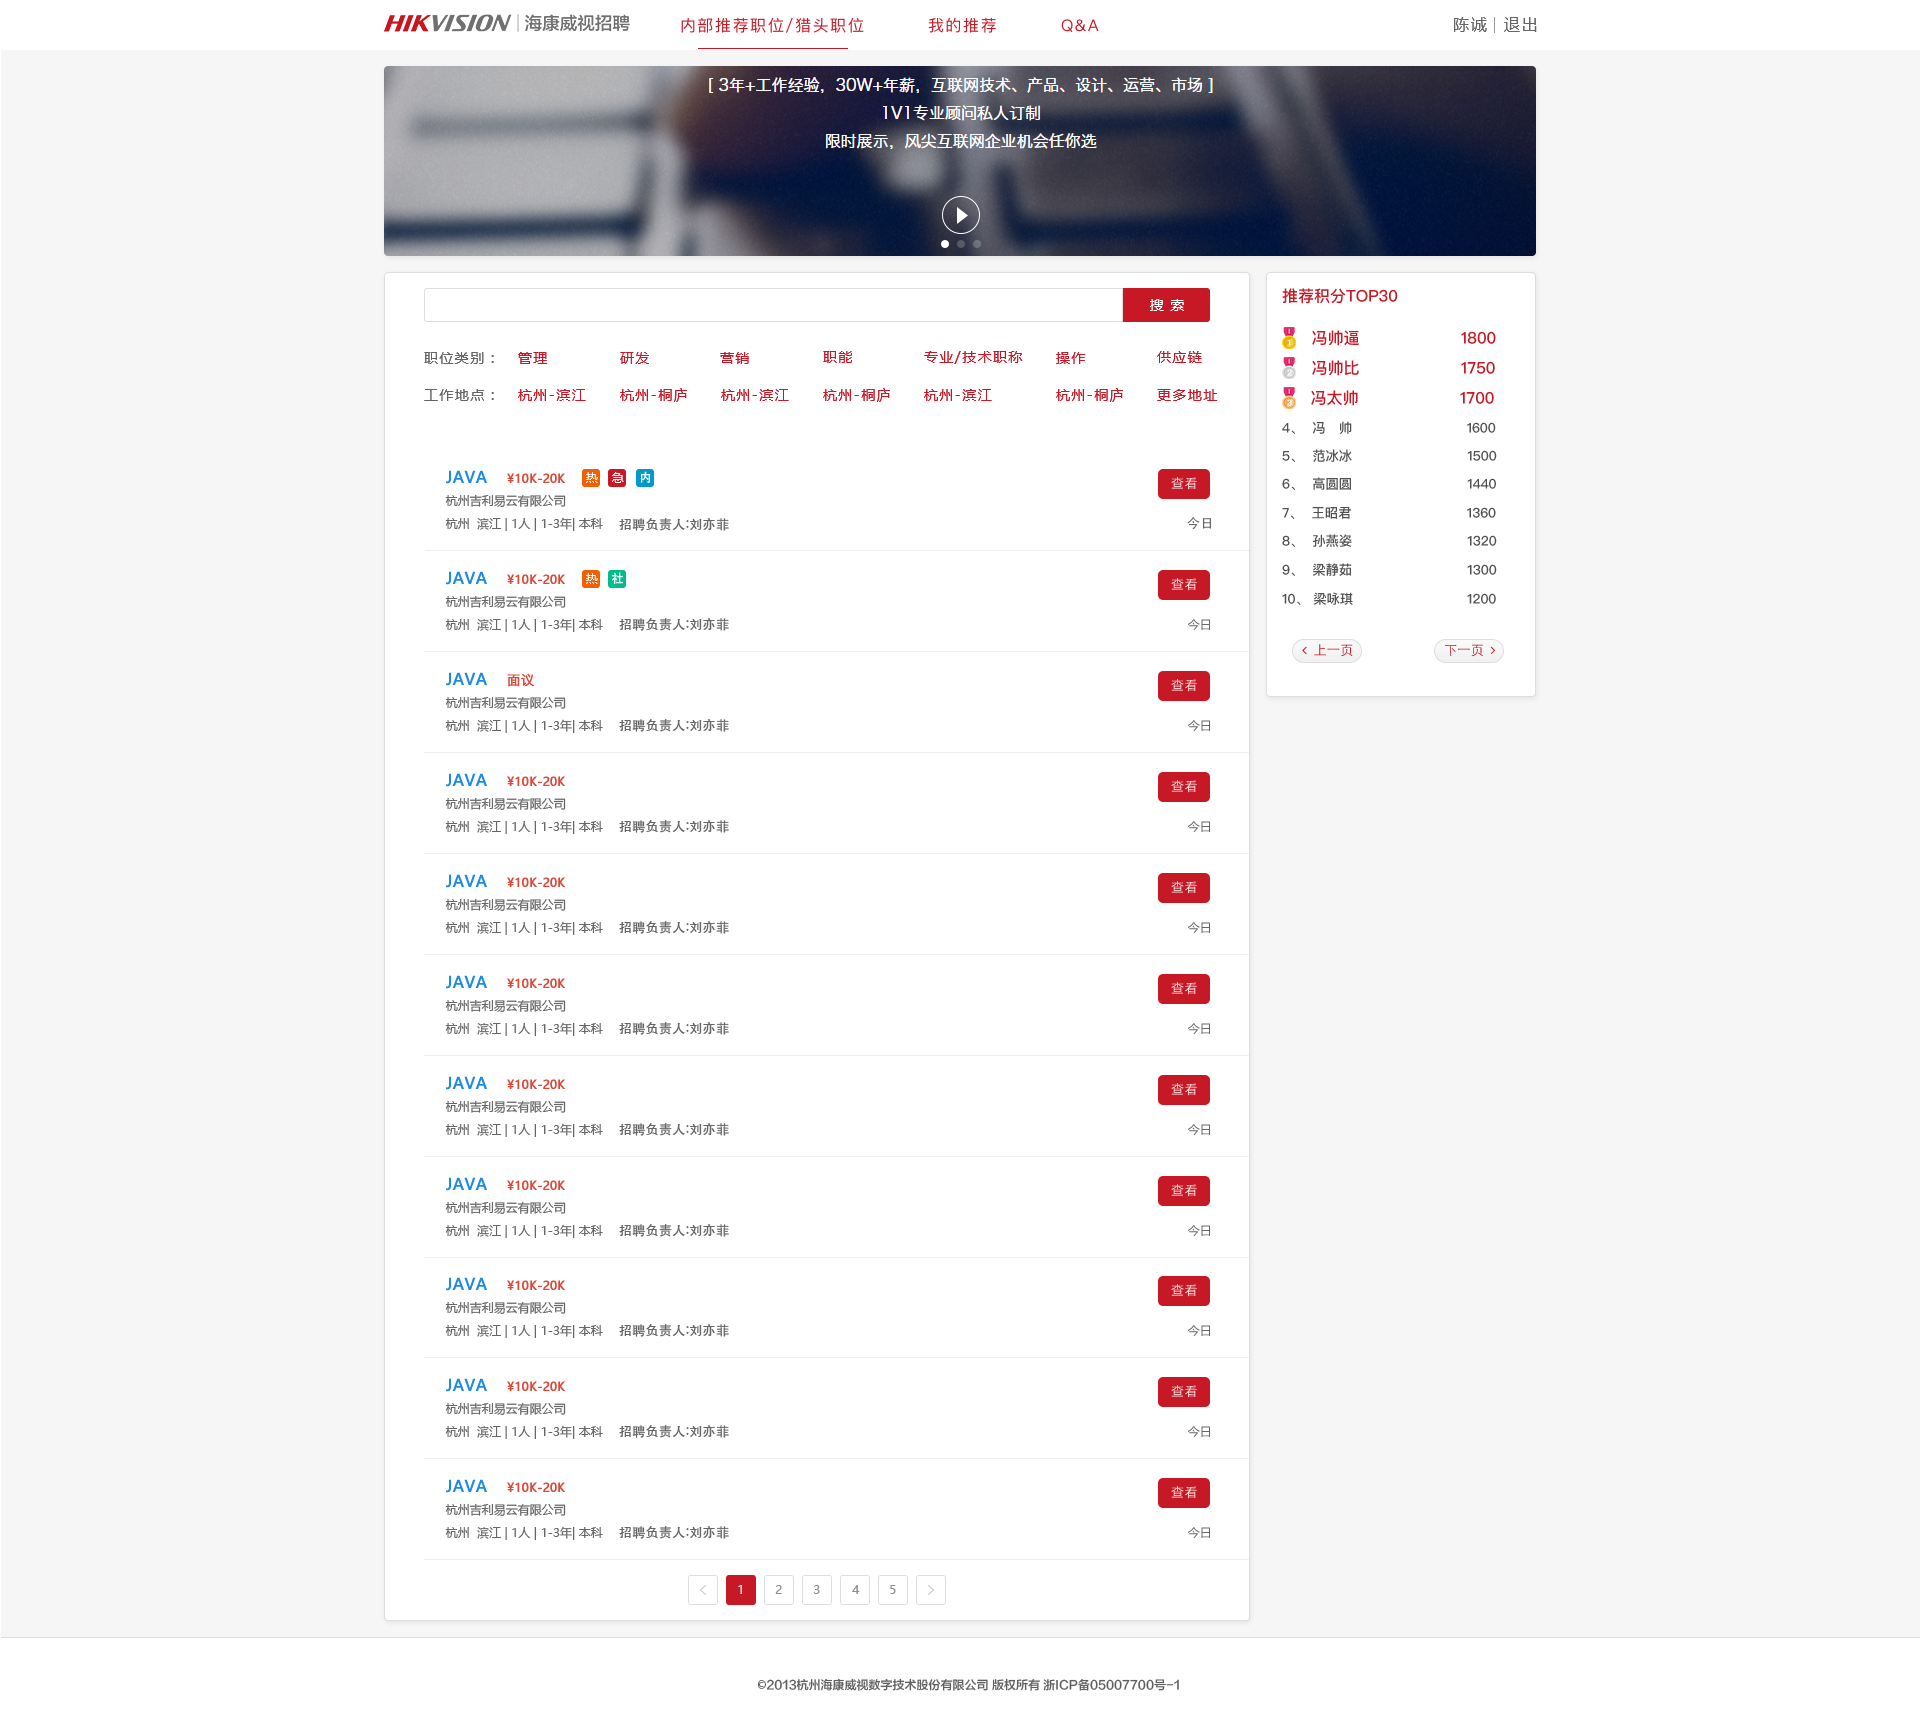 HIKVISION 海康威视招聘 内部推荐职位/猎头职位 我的推荐 Q&A 陈诚 退出
[ 3年+工作经验，30W+年薪，互联网技术、产品、设计、运营、市场 ]
1V1专业顾问私人订制
限时展示，风尖互联网企业机会任你选
搜 索
职位类别： 管理 研发 营销 职能 专业/技术职称 操作 供应链
工作地点： 杭州-滨江 杭州-桐庐 杭州-滨江 杭州-桐庐 杭州-滨江 杭州-桐庐 更多地址
JAVA ¥10K-20K 热 急 内 查看
杭州吉利易云有限公司
杭州 滨江 | 1人 | 1-3年| 本科 招聘负责人:刘亦菲 今日
JAVA ¥10K-20K 热 社 查看
杭州吉利易云有限公司
杭州 滨江 | 1人 | 1-3年| 本科 招聘负责人:刘亦菲 今日
JAVA 面议 查看
杭州吉利易云有限公司
杭州 滨江 | 1人 | 1-3年| 本科 招聘负责人:刘亦菲 今日
JAVA ¥10K-20K 查看
杭州吉利易云有限公司
杭州 滨江 | 1人 | 1-3年| 本科 招聘负责人:刘亦菲 今日
JAVA ¥10K-20K 查看
杭州吉利易云有限公司
杭州 滨江 | 1人 | 1-3年| 本科 招聘负责人:刘亦菲 今日
JAVA ¥10K-20K 查看
杭州吉利易云有限公司
杭州 滨江 | 1人 | 1-3年| 本科 招聘负责人:刘亦菲 今日
JAVA ¥10K-20K 查看
杭州吉利易云有限公司
杭州 滨江 | 1人 | 1-3年| 本科 招聘负责人:刘亦菲 今日
JAVA ¥10K-20K 查看
杭州吉利易云有限公司
杭州 滨江 | 1人 | 1-3年| 本科 招聘负责人:刘亦菲 今日
JAVA ¥10K-20K 查看
杭州吉利易云有限公司
杭州 滨江 | 1人 | 1-3年| 本科 招聘负责人:刘亦菲 今日
JAVA ¥10K-20K 查看
杭州吉利易云有限公司
杭州 滨江 | 1人 | 1-3年| 本科 招聘负责人:刘亦菲 今日
JAVA ¥10K-20K 查看
杭州吉利易云有限公司
杭州 滨江 | 1人 | 1-3年| 本科 招聘负责人:刘亦菲 今日
< 1 2 3 4 5 >
推荐积分TOP30
1 冯帅逼 1800
2 冯帅比 1750
3 冯太帅 1700
4、 冯 帅 1600
5、 范冰冰 1500
6、 高圆圆 1440
7、 王昭君 1360
8、 孙燕姿 1320
9、 梁静茹 1300
10、 梁咏琪 1200
< 上一页 下一页 >
©2013杭州海康威视数字技术股份有限公司 版权所有 浙ICP备05007700号-1